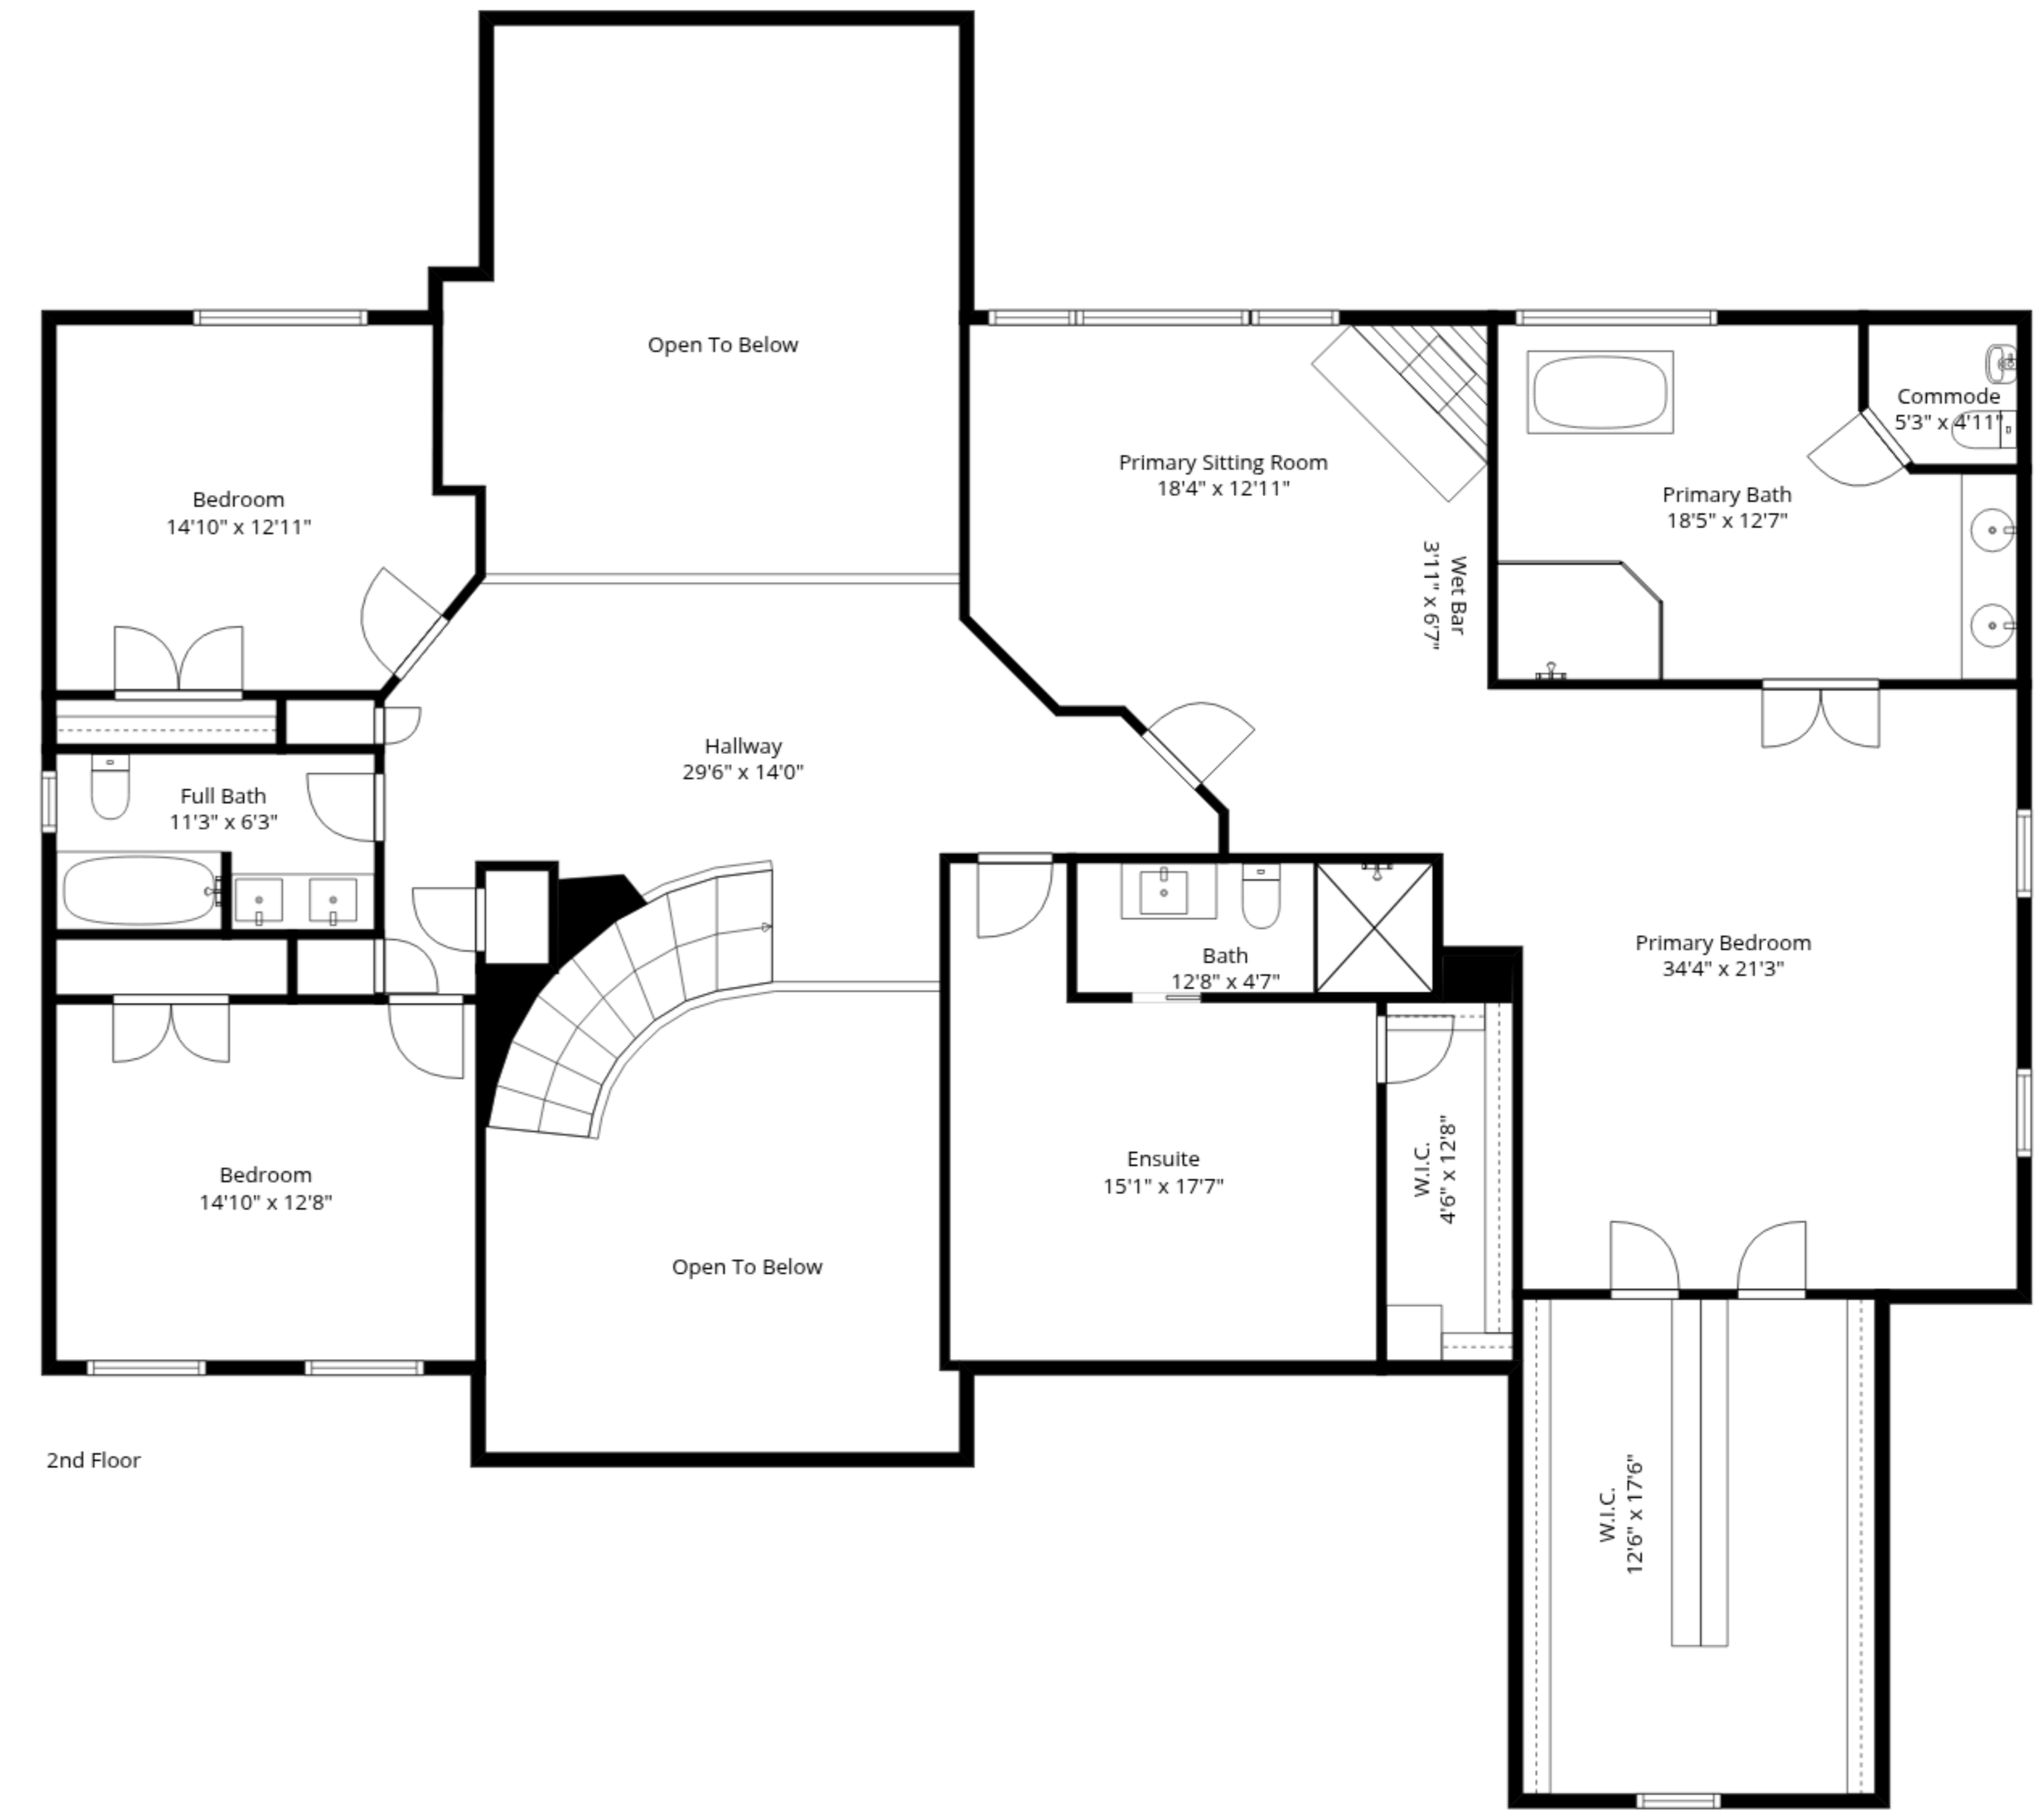 Open To Below
Bedroom
14'10" x 12'11"
Primary Sitting Room
18'4" x 12'11"
Commode
5'3" x 4'11"
Primary Bath
18'5" x 12'7"
Wet Bar
3'11" x 6'7"
Hallway
29'6" x 14'0"
Full Bath
11'3" x 6'3"
Bath
12'8" x 4'7"
Primary Bedroom
34'4" x 21'3"
Bedroom
14'10" x 12'8"
Ensuite
15'1" x 17'7"
W.I.C.
4'6" x 12'8"
Open To Below
2nd Floor
W.I.C.
12'6" x 17'6"